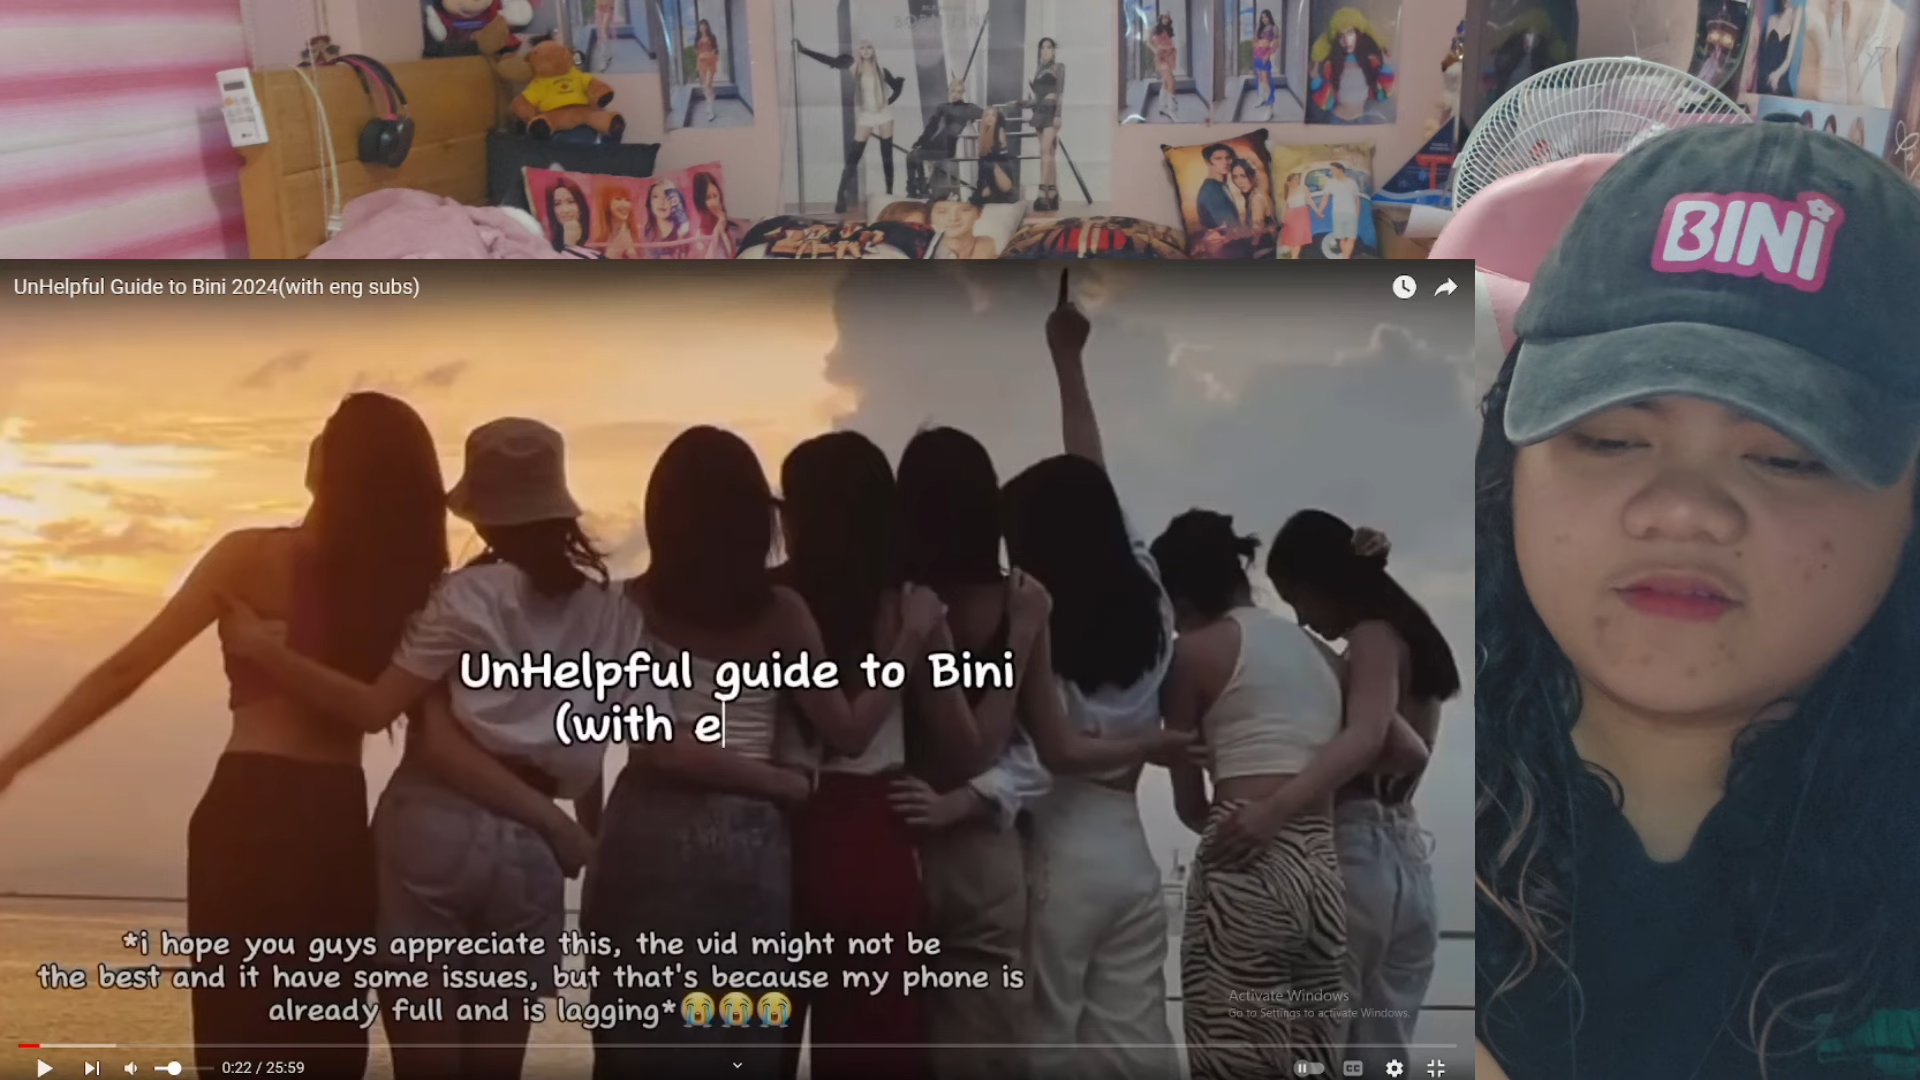 BINI
UnHelpful Guide to Bini 2024(with eng subs)
UnHelpful guide to Bini
(with e
*i hope you guys appreciate this, the vid might not be
the best and it have some issues, but that's because my phone is
already full and is lagging*😭😭😭
Activate Windows
Go to Settings to activate Windows.
0:22 / 25:59
CC